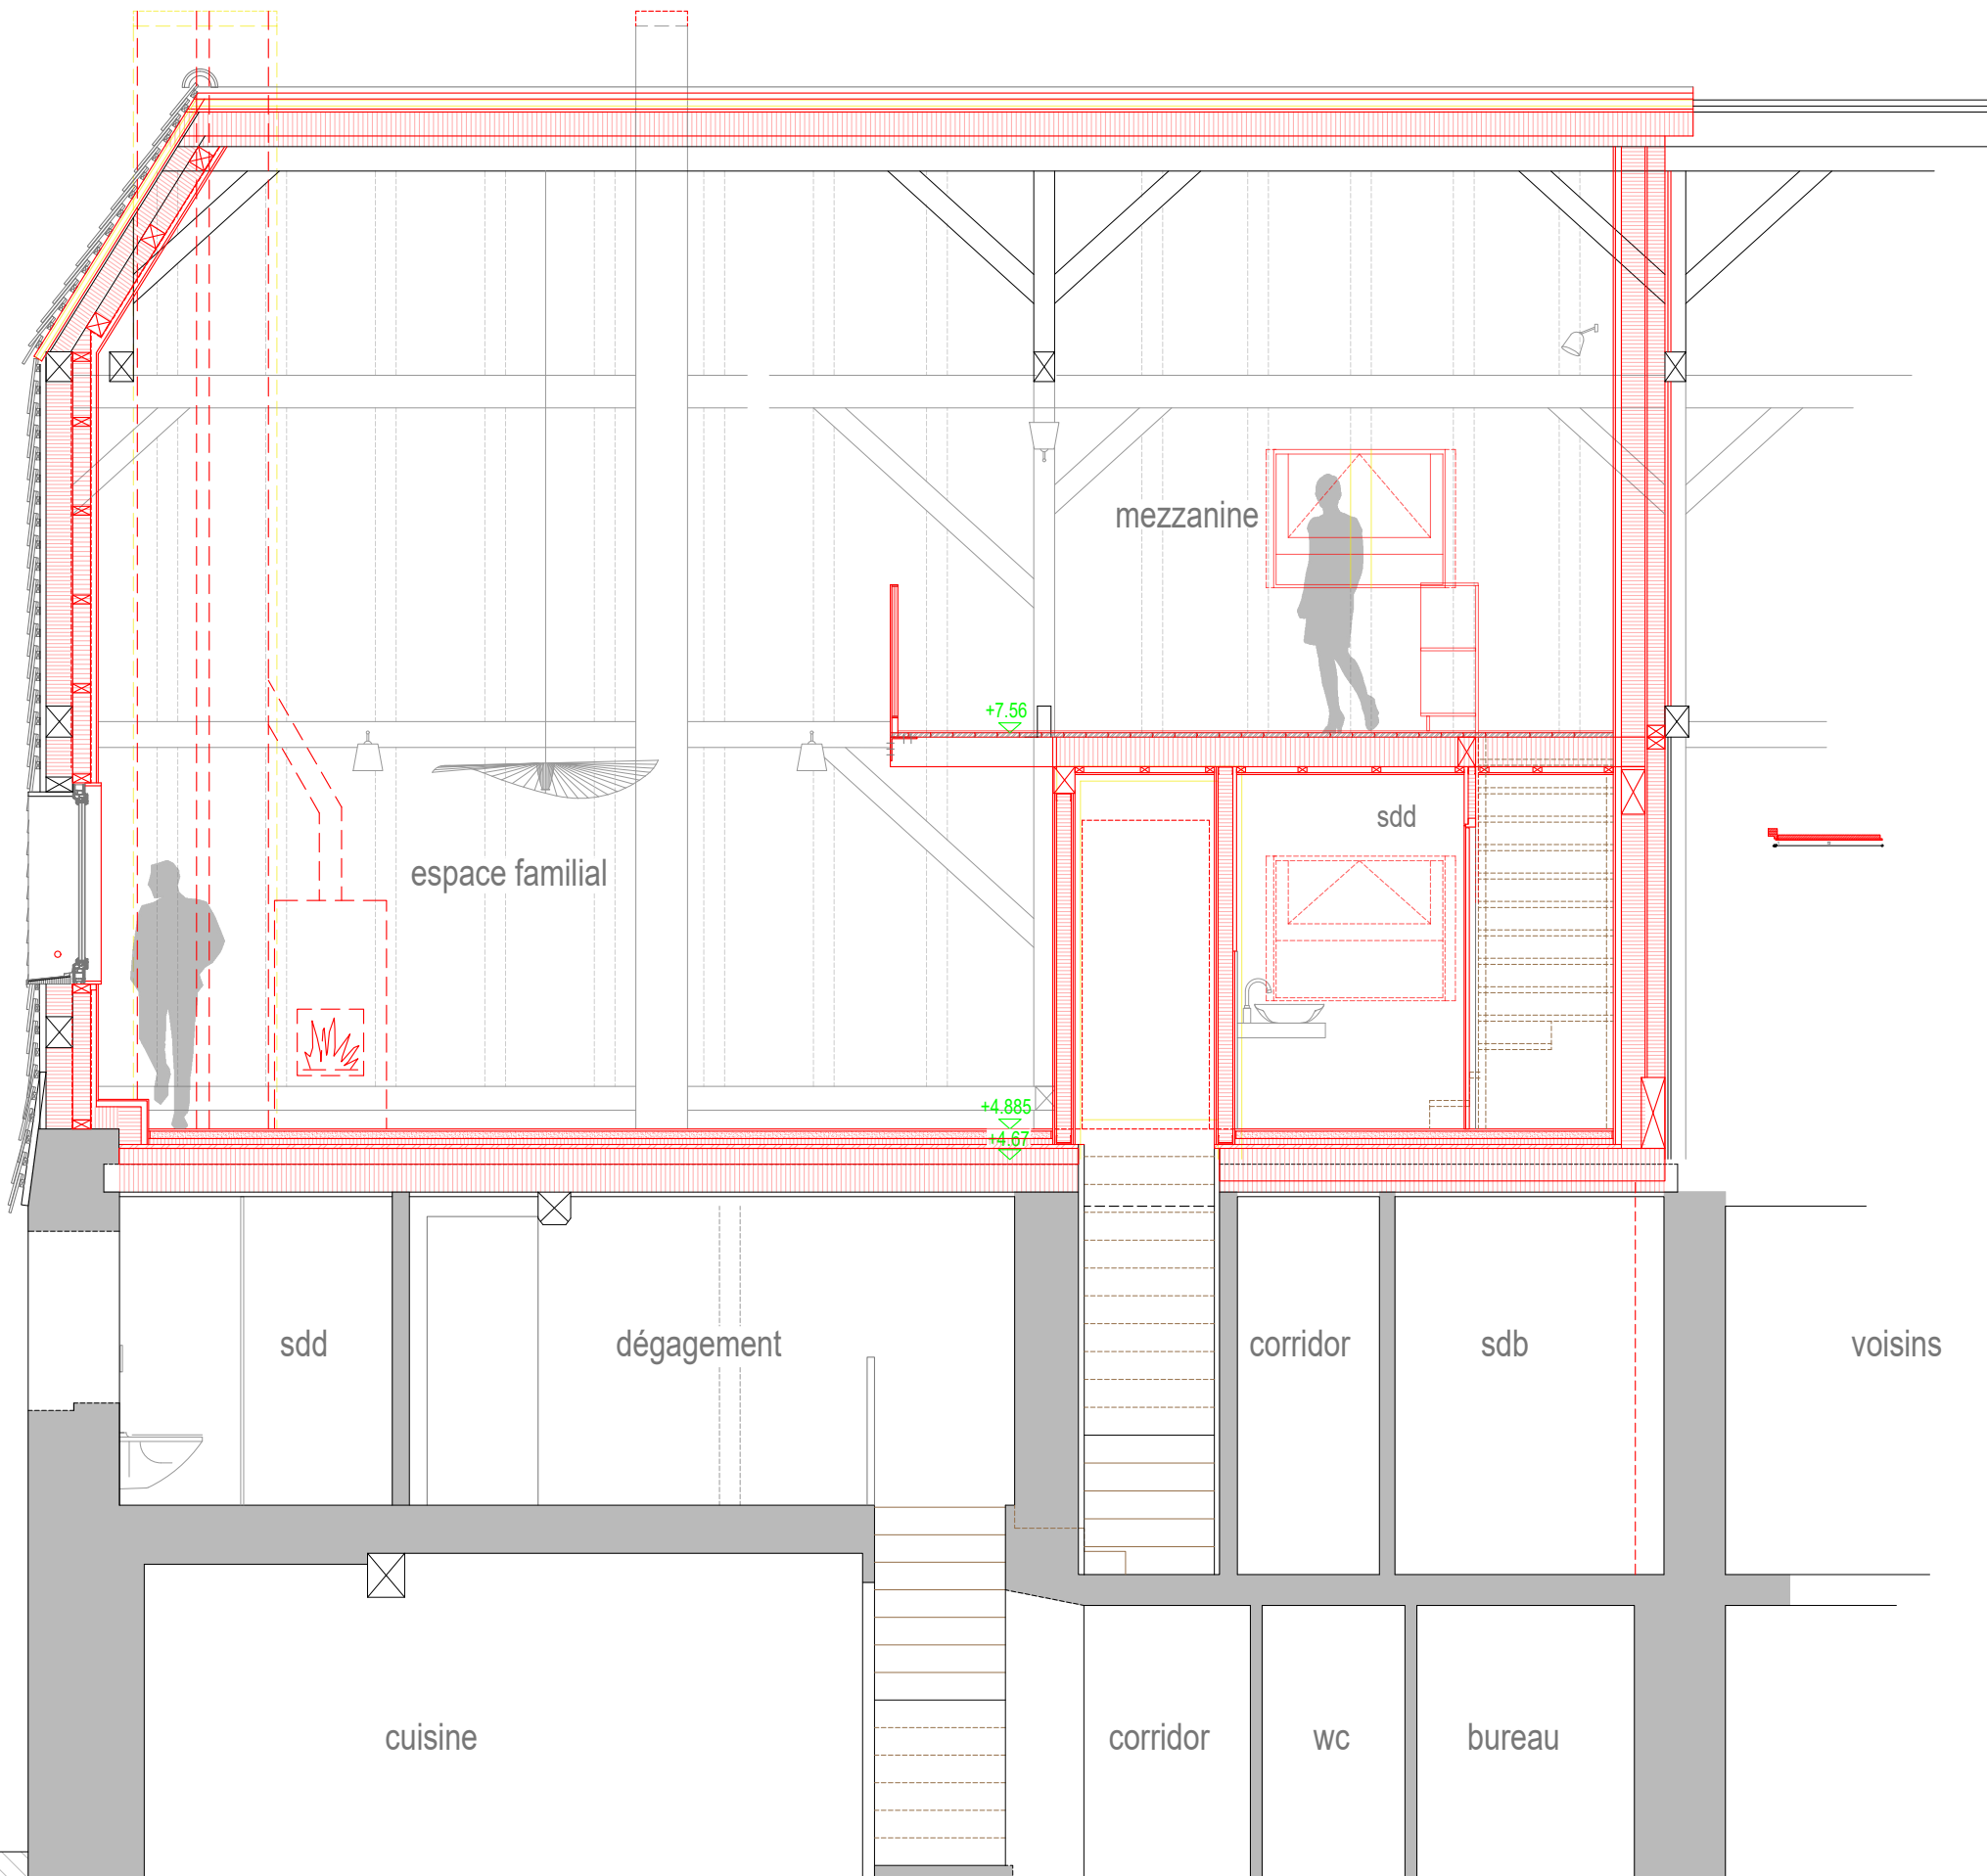 mezzanine
+7.56
sdd
espace familial
+4.885
+4.67
sdd
dégagement
corridor
sdb
voisins
cuisine
corridor
wc
bureau